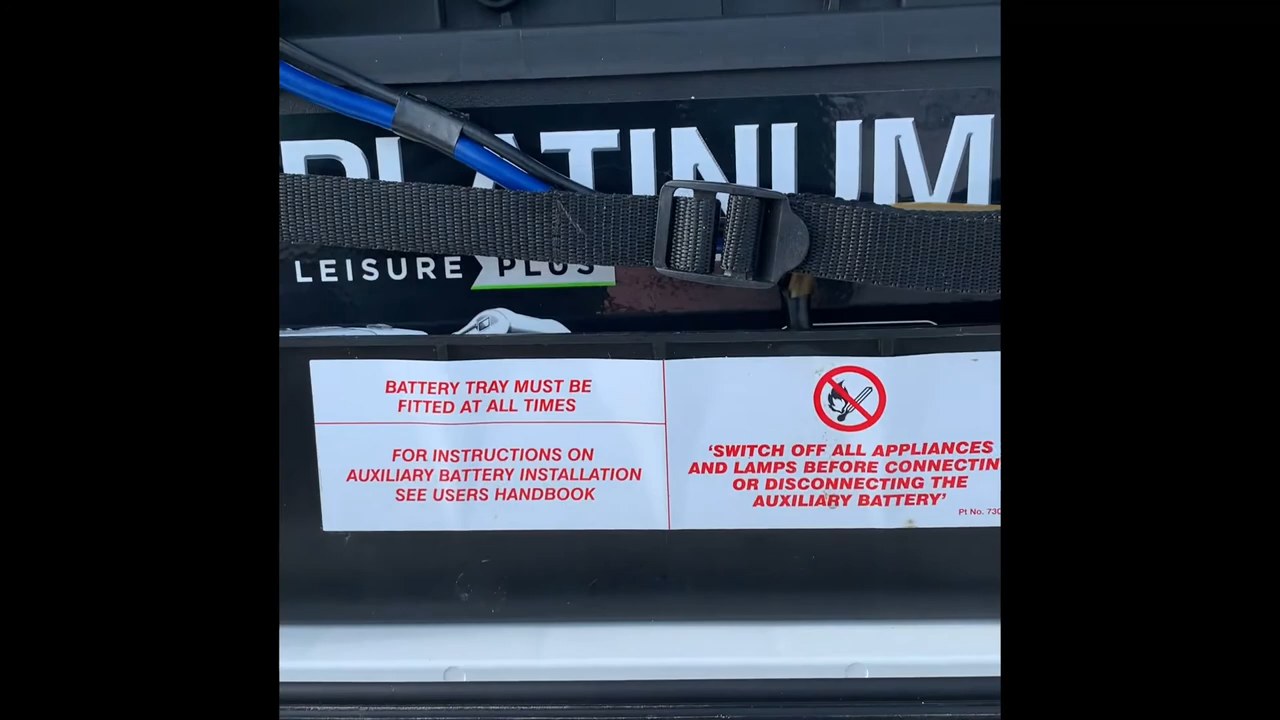 PLATINUM
LEISURE PLUS
BATTERY TRAY MUST BE
FITTED AT ALL TIMES
FOR INSTRUCTIONS ON
AUXILIARY BATTERY INSTALLATION
SEE USERS HANDBOOK
‘SWITCH OFF ALL APPLIANCES
AND LAMPS BEFORE CONNECTIN
OR DISCONNECTING THE
AUXILIARY BATTERY’
Pt No. 730